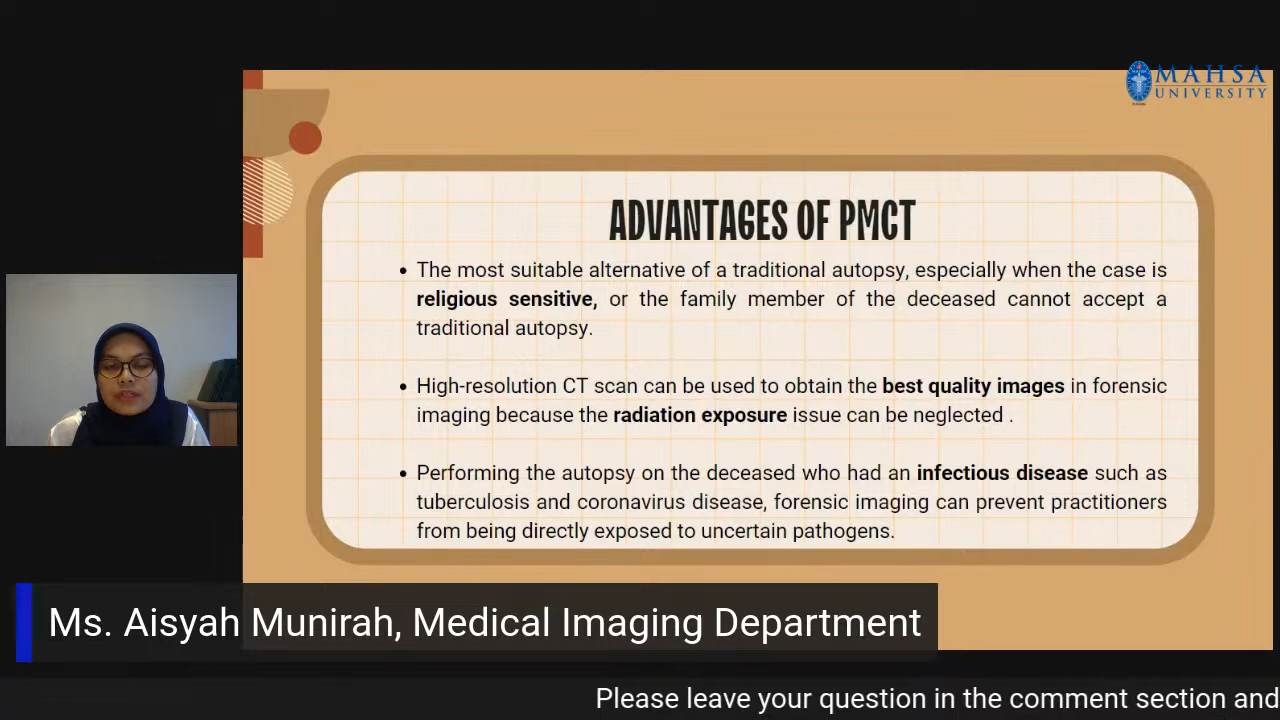 MAHSA
UNIVERSITY
ADVANTAGES OF PMCT
• The most suitable alternative of a traditional autopsy, especially when the case is
religious sensitive, or the family member of the deceased cannot accept a
traditional autopsy.
• High-resolution CT scan can be used to obtain the best quality images in forensic
imaging because the radiation exposure issue can be neglected .
• Performing the autopsy on the deceased who had an infectious disease such as
tuberculosis and coronavirus disease, forensic imaging can prevent practitioners
from being directly exposed to uncertain pathogens.
Ms. Aisyah Munirah, Medical Imaging Department
Please leave your question in the comment section and